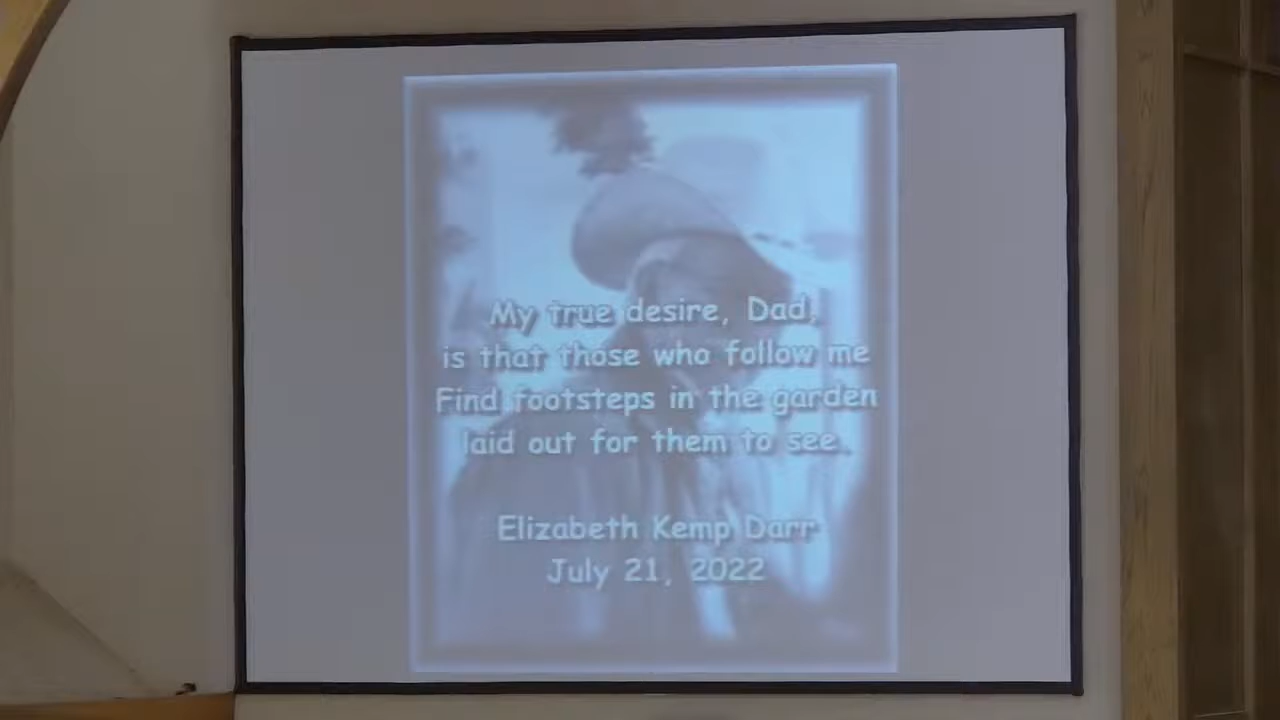 My true desire, Dad,
is that those who follow me
Find footsteps in the garden
laid out for them to see.
Elizabeth Kemp Darr
July 21, 2022